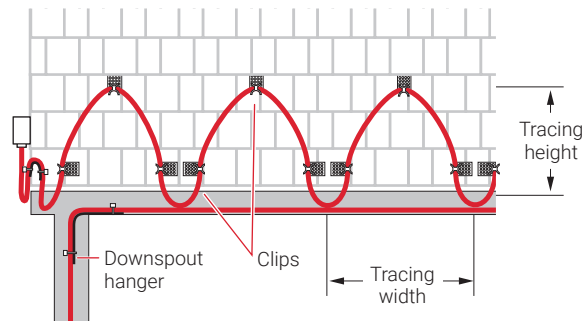 Tracing
height
Downspout
hanger
Clips
Tracing
width